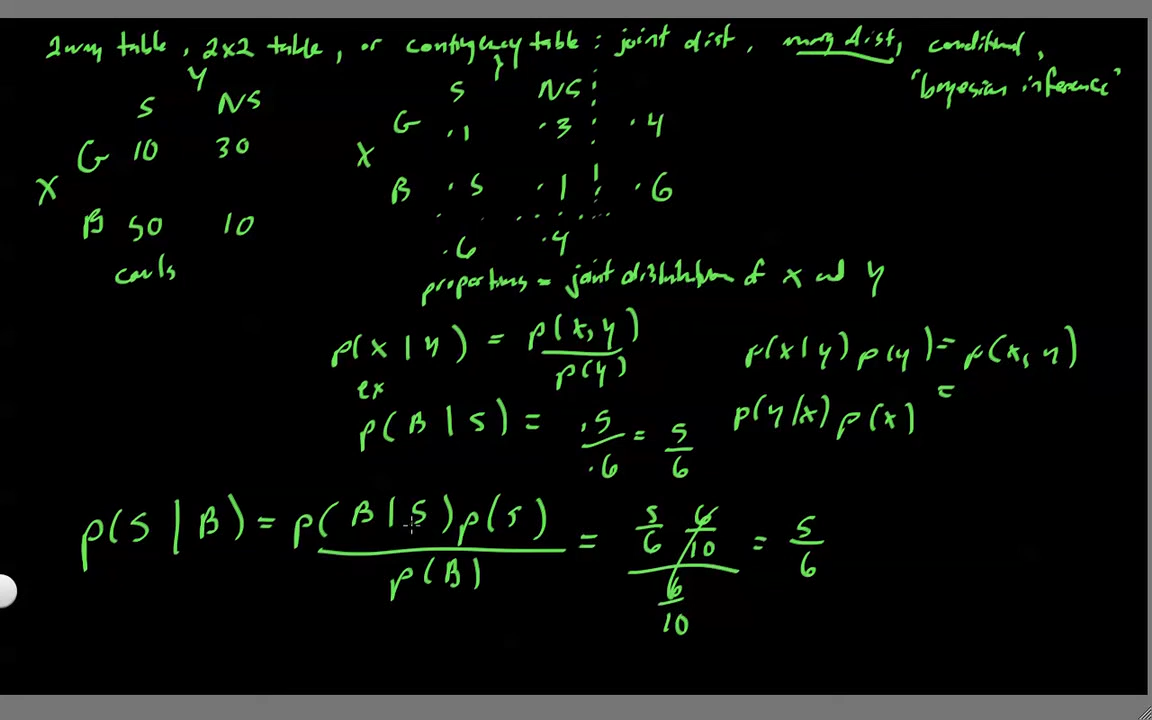 2way table, 2x2 table, or contigency table: joint dist, marg dist, conditional,
"bayesian inference"
Y
S NS
G 10 30
X
B 50 10
counts
Y
S NS
G .1 .3 .4
X
B .5 .1 .6
.6 .4
proportions = joint distribution of X and Y
p(x|y) = p(x,y) / p(y)
p(x|y) p(y) = p(x,y)
=
p(y|x) p(x)
ex
p(B|S) = .5/.6 = 5/6
p(S|B) = p(B|S) p(S) / p(B) = 5/6 6/10 / 6/10 = 5/6